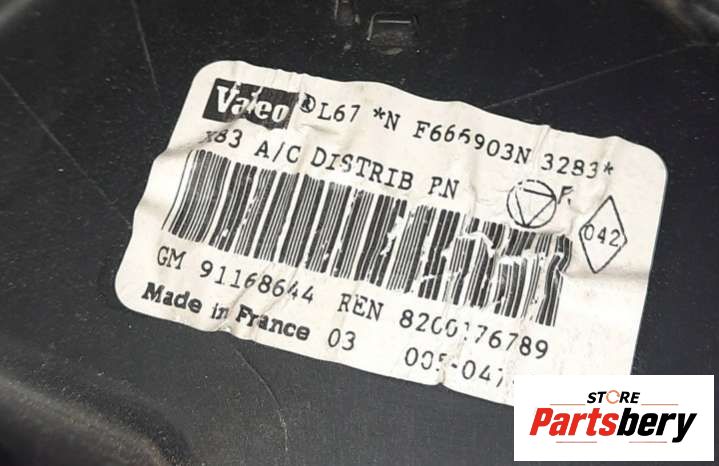 Valeo ®L67 *N F666903N 3283*
X83 A/C DISTRIB PN
042
GM 91168644 REN 8200176789
Made in France 03
STORE
Partsbery